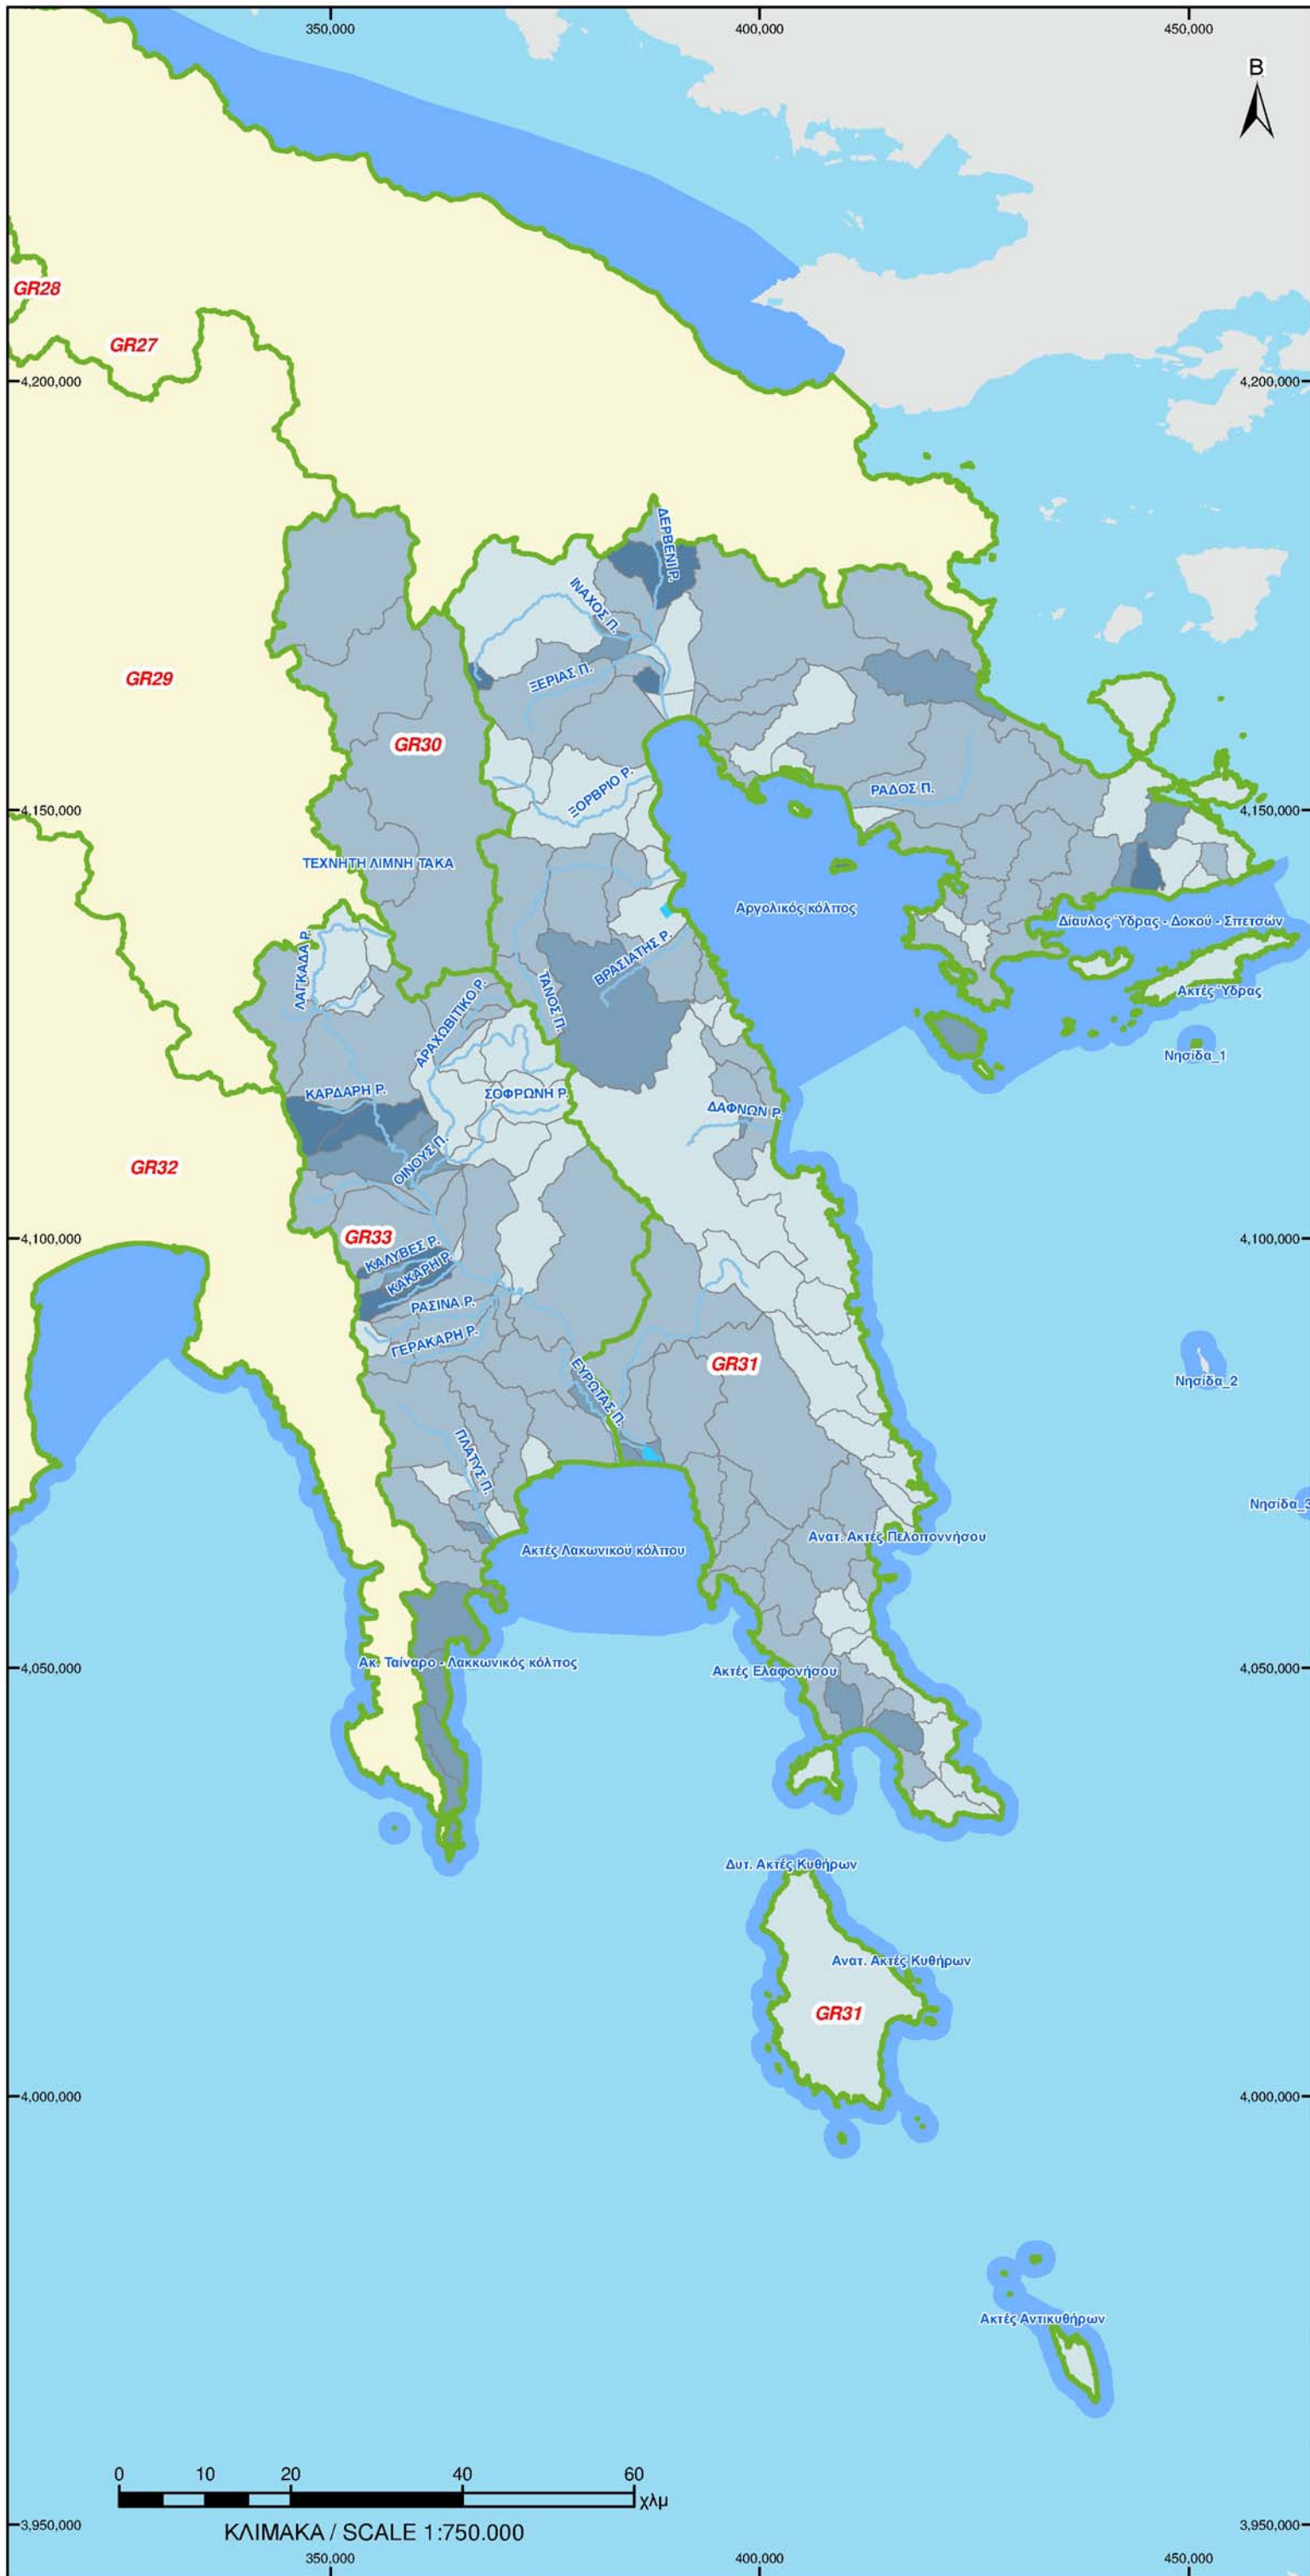 350,000
400,000
450,000
Β
GR28
GR27
4,200,000
4,200,000
ΔΕΡΒΕΝΙ Ρ.
ΙΝΑΧΟΣ Π.
GR29
ΞΕΡΙΑΣ Π.
GR30
ΞΟΡΒΡΙΟ Ρ.
ΡΑΔΟΣ Π.
4,150,000
4,150,000
ΤΕΧΝΗΤΗ ΛΙΜΝΗ ΤΑΚΑ
Αργολικός κόλπος
Δίαυλος Ύδρας - Δοκού - Σπετσών
ΛΑΓΚΑΔΑ Ρ.
ΒΡΑΣΙΑΤΗΣ Ρ.
ΤΑΝΟΣ Π.
Ακτές Ύδρας
ΑΡΑΧΩΒΙΤΙΚΟ Ρ.
Νησίδα_1
ΚΑΡΔΑΡΗ Ρ.
ΣΟΦΡΩΝΗ Ρ.
ΔΑΦΝΩΝ Ρ.
ΟΙΝΟΥΣ Π.
GR32
GR33
4,100,000
4,100,000
ΚΑΛΥΒΕΣ Ρ.
ΚΑΚΑΡΗ Ρ.
ΡΑΣΙΝΑ Ρ.
ΓΕΡΑΚΑΡΗ Ρ.
GR31
ΕΥΡΩΤΑΣ Π.
Νησίδα_2
ΠΛΑΤΥΣ Π.
Νησίδα_3
Ανατ. Ακτές Πελοποννήσου
Ακτές Λακωνικού κόλπου
Ακ. Ταίναρο - Λακκωνικός κόλπος
4,050,000
4,050,000
Ακτές Ελαφονήσου
Δυτ. Ακτές Κυθήρων
Ανατ. Ακτές Κυθήρων
GR31
4,000,000
4,000,000
Ακτές Αντικυθήρων
0 10 20 40 60
χλμ
ΚΛΙΜΑΚΑ / SCALE 1:750.000
3,950,000
3,950,000
350,000
400,000
450,000